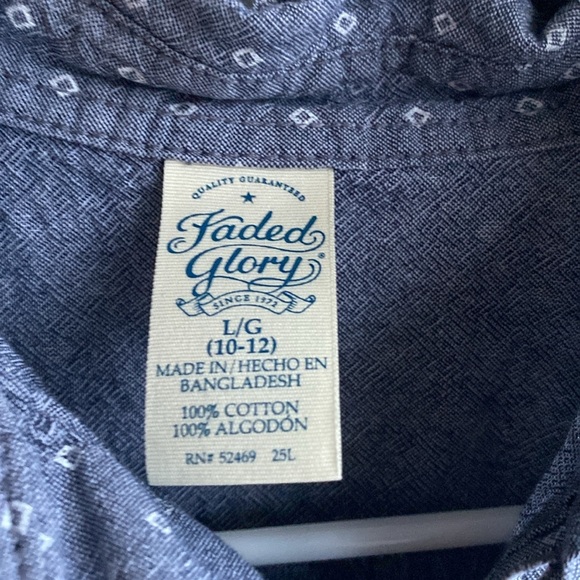 QUALITY GUARANTEED
Faded
Glory®
SINCE 1972
L/G
(10-12)
MADE IN/HECHO EN
BANGLADESH
100% COTTON
100% ALGODÓN
RN# 52469 25L